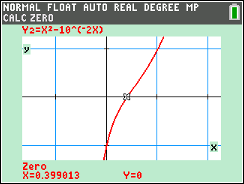 NORMAL FLOAT AUTO REAL DEGREE MP
CALC ZERO
Y2=X²-10^(-2X)
y
x
Zero
X=0.399013 Y=0